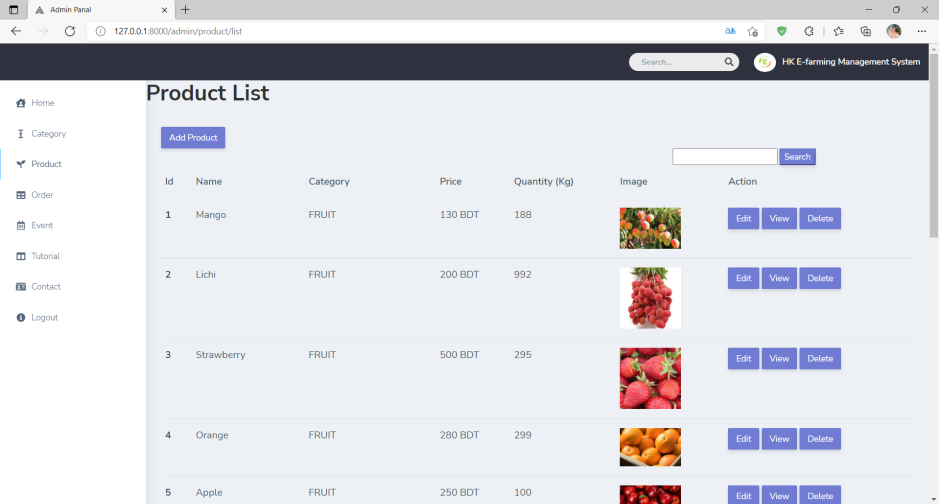 Admin Panal
127.0.0.1:8000/admin/product/list
Search...
HK E-farming Management System
Home
Category
Product
Order
Event
Tutorial
Contact
Logout
Product List
Add Product
Search
Id Name Category Price Quantity (Kg) Image Action
1 Mango FRUIT 130 BDT 188 Edit View Delete
2 Lichi FRUIT 200 BDT 992 Edit View Delete
3 Strawberry FRUIT 500 BDT 295 Edit View Delete
4 Orange FRUIT 280 BDT 299 Edit View Delete
5 Apple FRUIT 250 BDT 100 Edit View Delete